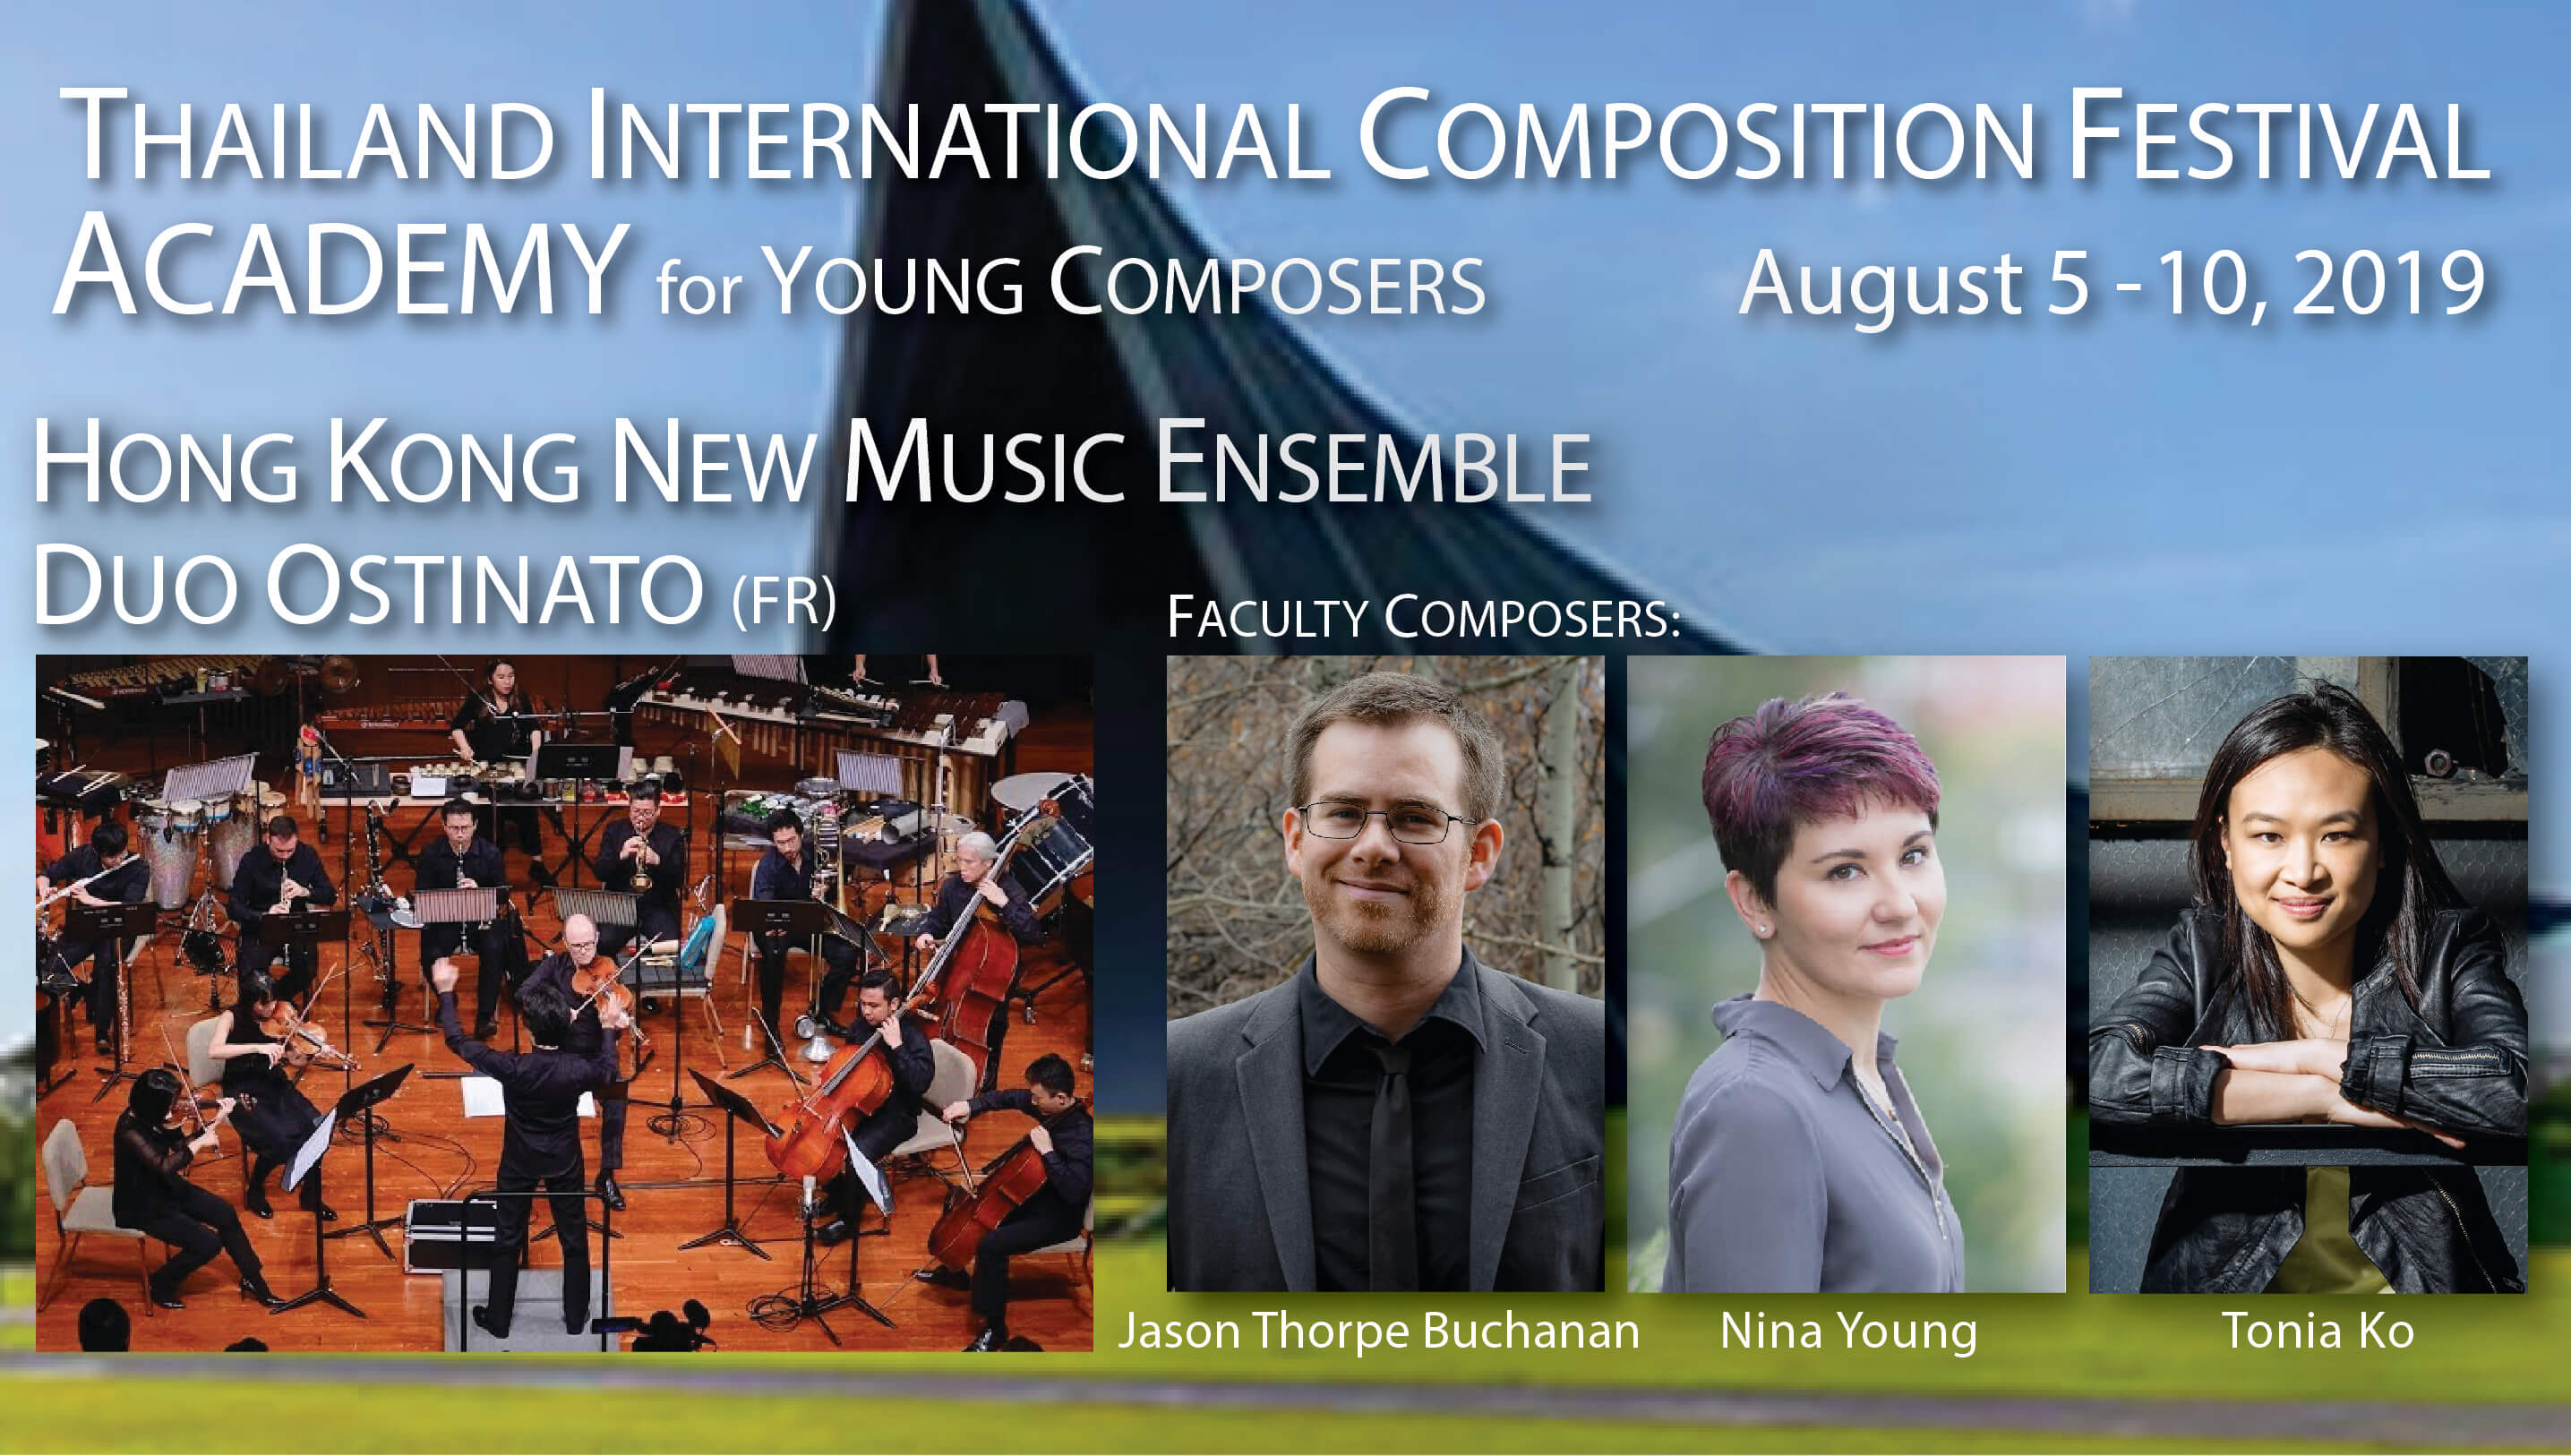 THAILAND INTERNATIONAL COMPOSITION FESTIVAL
ACADEMY for YOUNG COMPOSERS August 5 - 10, 2019
HONG KONG NEW MUSIC ENSEMBLE
DUO OSTINATO (FR)
FACULTY COMPOSERS:
Jason Thorpe Buchanan
Nina Young
Tonia Ko